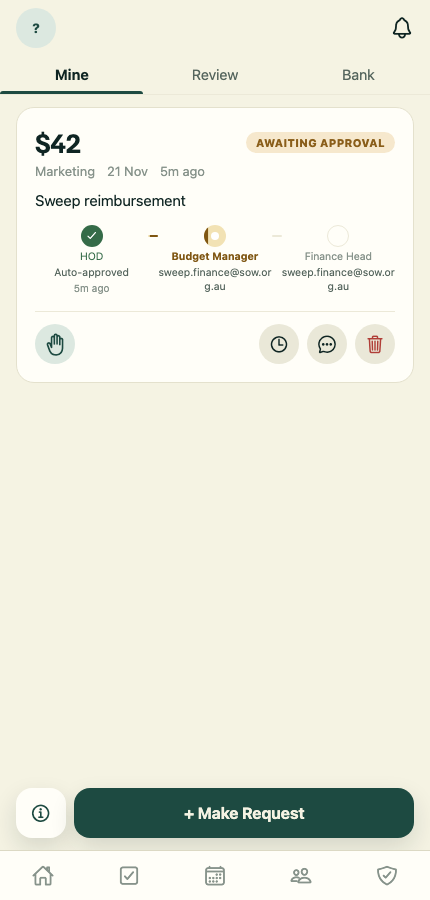 ?
Mine
Review
Bank
$42
AWAITING APPROVAL
Marketing 21 Nov 5m ago
Sweep reimbursement
HOD
Auto-approved
5m ago
Budget Manager
sweep.finance@sow.or
g.au
Finance Head
sweep.finance@sow.or
g.au
+ Make Request